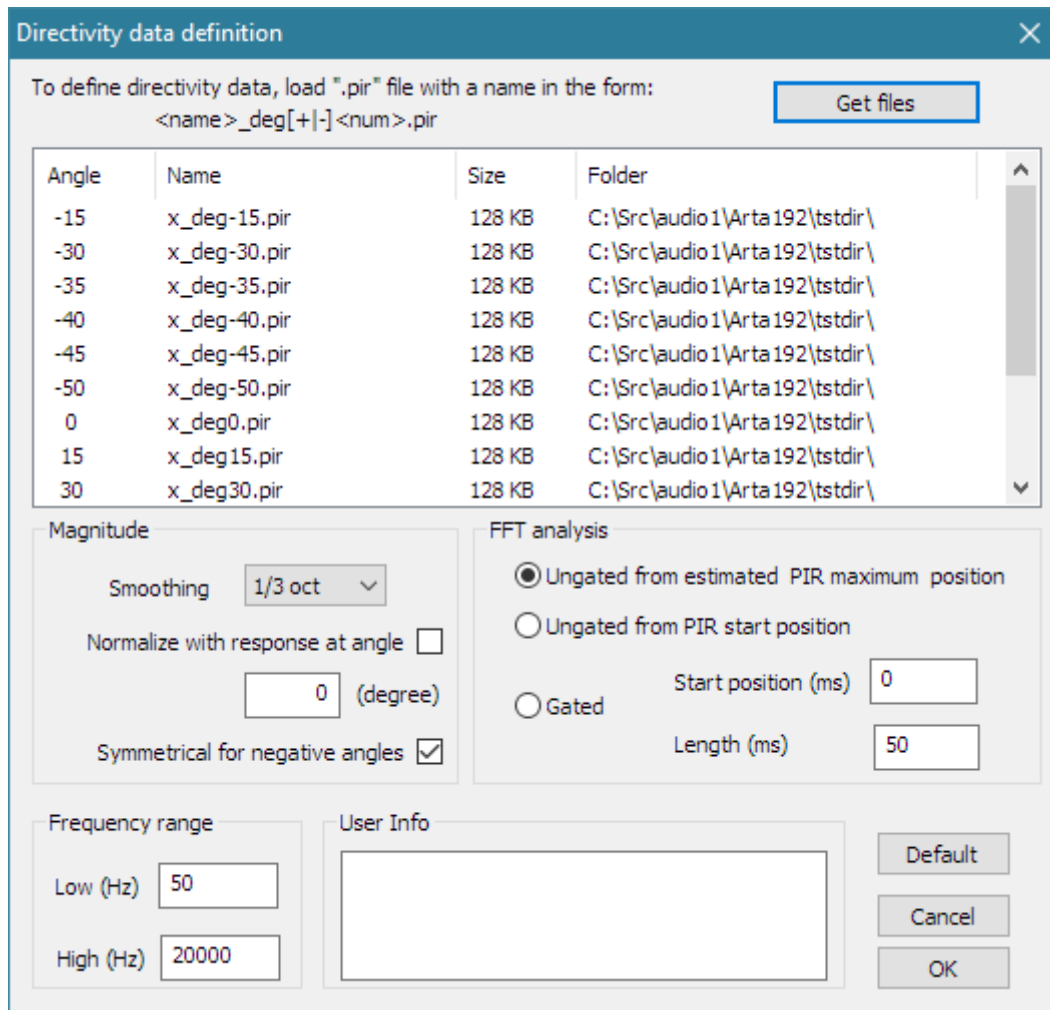 Directivity data definition
To define directivity data, load ".pir" file with a name in the form:
<name>_deg[+|-]<num>.pir
Get files
Angle Name Size Folder
-15 x_deg-15.pir 128 KB C:\Src\audio1\Arta192\tstdir\
-30 x_deg-30.pir 128 KB C:\Src\audio1\Arta192\tstdir\
-35 x_deg-35.pir 128 KB C:\Src\audio1\Arta192\tstdir\
-40 x_deg-40.pir 128 KB C:\Src\audio1\Arta192\tstdir\
-45 x_deg-45.pir 128 KB C:\Src\audio1\Arta192\tstdir\
-50 x_deg-50.pir 128 KB C:\Src\audio1\Arta192\tstdir\
0 x_deg0.pir 128 KB C:\Src\audio1\Arta192\tstdir\
15 x_deg15.pir 128 KB C:\Src\audio1\Arta192\tstdir\
30 x_deg30.pir 128 KB C:\Src\audio1\Arta192\tstdir\
Magnitude
Smoothing 1/3 oct
Normalize with response at angle
0 (degree)
Symmetrical for negative angles
FFT analysis
Ungated from estimated PIR maximum position
Ungated from PIR start position
Gated
Start position (ms) 0
Length (ms) 50
Frequency range
Low (Hz) 50
High (Hz) 20000
User Info
Default
Cancel
OK